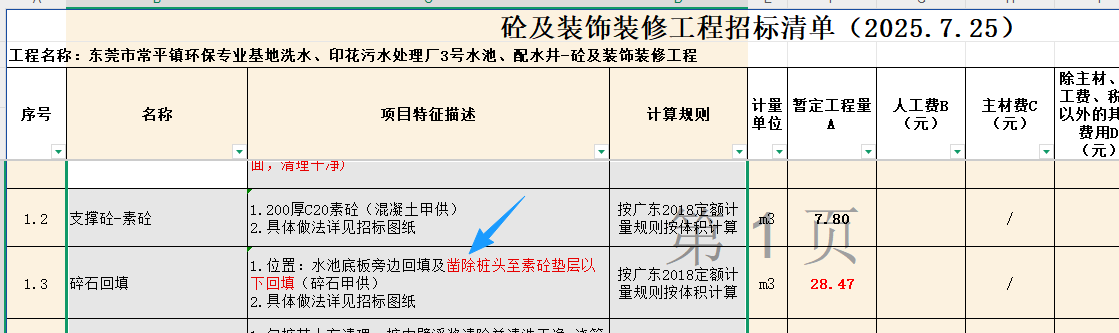 A
B
C
D
E
F
G
H
砼及装饰装修工程招标清单（2025.7.25）
工程名称：东莞市常平镇环保专业基地洗水、印花污水处理厂3号水池、配水井-砼及装饰装修工程
序号
名称
项目特征描述
计算规则
计量
单位
暂定工程量
A
人工费B
（元）
主材费C
（元）
除主材、
工费、税
以外的其
费用D
（元）
面，清理干净）
1.2
支撑砼-素砼
1.200厚C20素砼（混凝土甲供）
2.具体做法详见招标图纸
按广东2018定额计
量规则按体积计算
m3
7.80
/
1.3
碎石回填
1.位置：水池底板旁边回填及凿除桩头至素砼垫层以
下回填（碎石甲供）
2.具体做法详见招标图纸
按广东2018定额计
量规则按体积计算
m3
28.47
/
第 1 页